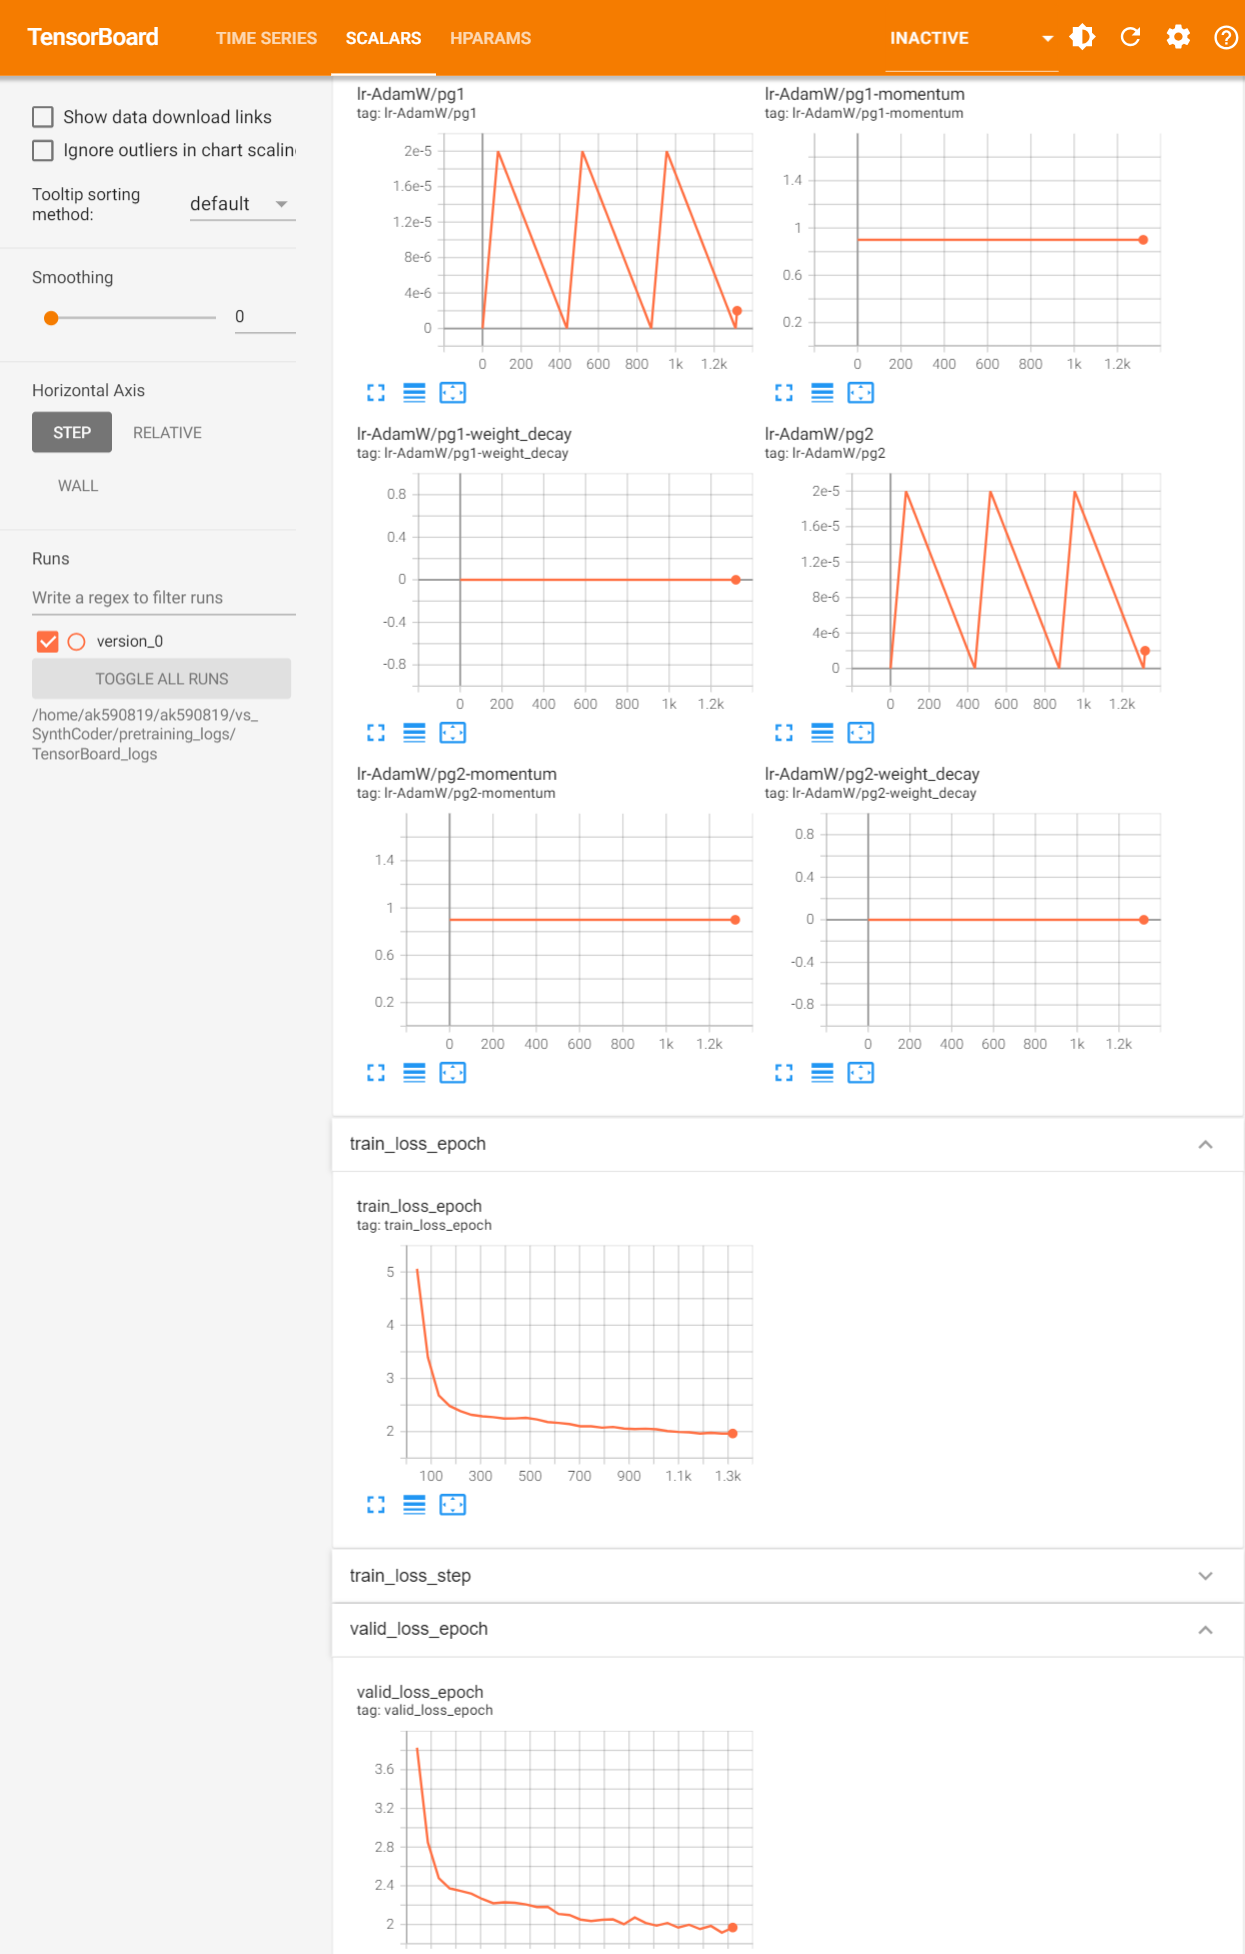 TensorBoard
TIME SERIES
SCALARS
HPARAMS
INACTIVE
Show data download links
Ignore outliers in chart scalin
Tooltip sorting
method:
default
Smoothing
0
Horizontal Axis
STEP
RELATIVE
WALL
Runs
Write a regex to filter runs
version_0
TOGGLE ALL RUNS
/home/ak590819/ak590819/vs_
SynthCoder/pretraining_logs/
TensorBoard_logs
lr-AdamW/pg1
tag: lr-AdamW/pg1
2e-5
1.6e-5
1.2e-5
8e-6
4e-6
0
0 200 400 600 800 1k 1.2k
lr-AdamW/pg1-momentum
tag: lr-AdamW/pg1-momentum
1.4
1
0.6
0.2
0 200 400 600 800 1k 1.2k
lr-AdamW/pg1-weight_decay
tag: lr-AdamW/pg1-weight_decay
0.8
0.4
0
-0.4
-0.8
0 200 400 600 800 1k 1.2k
lr-AdamW/pg2
tag: lr-AdamW/pg2
2e-5
1.6e-5
1.2e-5
8e-6
4e-6
0
0 200 400 600 800 1k 1.2k
lr-AdamW/pg2-momentum
tag: lr-AdamW/pg2-momentum
1.4
1
0.6
0.2
0 200 400 600 800 1k 1.2k
lr-AdamW/pg2-weight_decay
tag: lr-AdamW/pg2-weight_decay
0.8
0.4
0
-0.4
-0.8
0 200 400 600 800 1k 1.2k
train_loss_epoch
train_loss_epoch
tag: train_loss_epoch
5
4
3
2
100 300 500 700 900 1.1k 1.3k
train_loss_step
valid_loss_epoch
valid_loss_epoch
tag: valid_loss_epoch
3.6
3.2
2.8
2.4
2